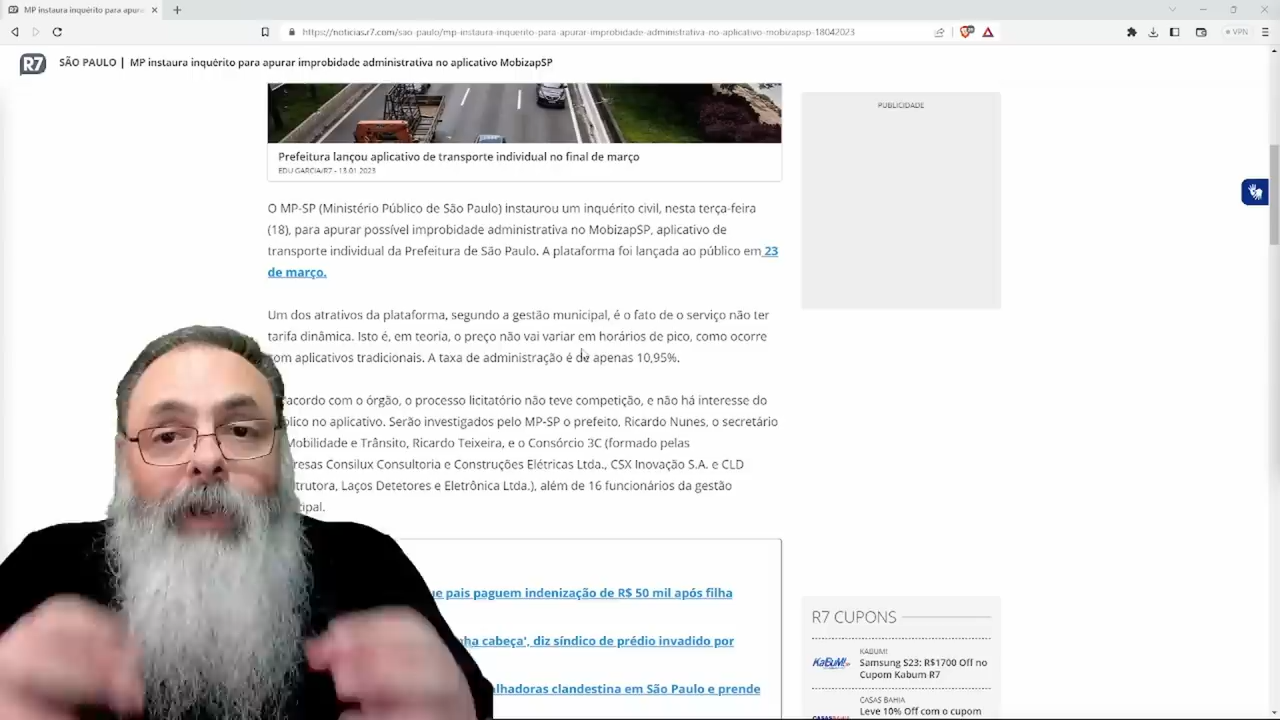 MP instaura inquérito para apura
https://noticias.r7.com/sao-paulo/mp-instaura-inquerito-para-apurar-improbidade-administrativa-no-aplicativo-mobizapsp-18042023
VPN
R7 SÃO PAULO | MP instaura inquérito para apurar improbidade administrativa no aplicativo MobizapSP
PUBLICIDADE
Prefeitura lançou aplicativo de transporte individual no final de março
EDU GARCIA/R7 - 13.01.2023
O MP-SP (Ministério Público de São Paulo) instaurou um inquérito civil, nesta terça-feira
(18), para apurar possível improbidade administrativa no MobizapSP, aplicativo de
transporte individual da Prefeitura de São Paulo. A plataforma foi lançada ao público em 23
de março.
Um dos atrativos da plataforma, segundo a gestão municipal, é o fato de o serviço não ter
tarifa dinâmica. Isto é, em teoria, o preço não vai variar em horários de pico, como ocorre
om aplicativos tradicionais. A taxa de administração é de apenas 10,95%.
acordo com o órgão, o processo licitatório não teve competição, e não há interesse do
blico no aplicativo. Serão investigados pelo MP-SP o prefeito, Ricardo Nunes, o secretário
Mobilidade e Trânsito, Ricardo Teixeira, e o Consórcio 3C (formado pelas
resas Consilux Consultoria e Construções Elétricas Ltda., CSX Inovação S.A. e CLD
trutora, Laços Detetores e Eletrônica Ltda.), além de 16 funcionários da gestão
cipal.
ue pais paguem indenização de R$ 50 mil após filha
nha cabeça', diz síndico de prédio invadido por
alhadoras clandestina em São Paulo e prende
R7 CUPONS
KaBuM!
KABUM!
Samsung S23: R$1700 Off no
Cupom Kabum R7
CASAS BAHIA
Leve 10% Off com o cupom